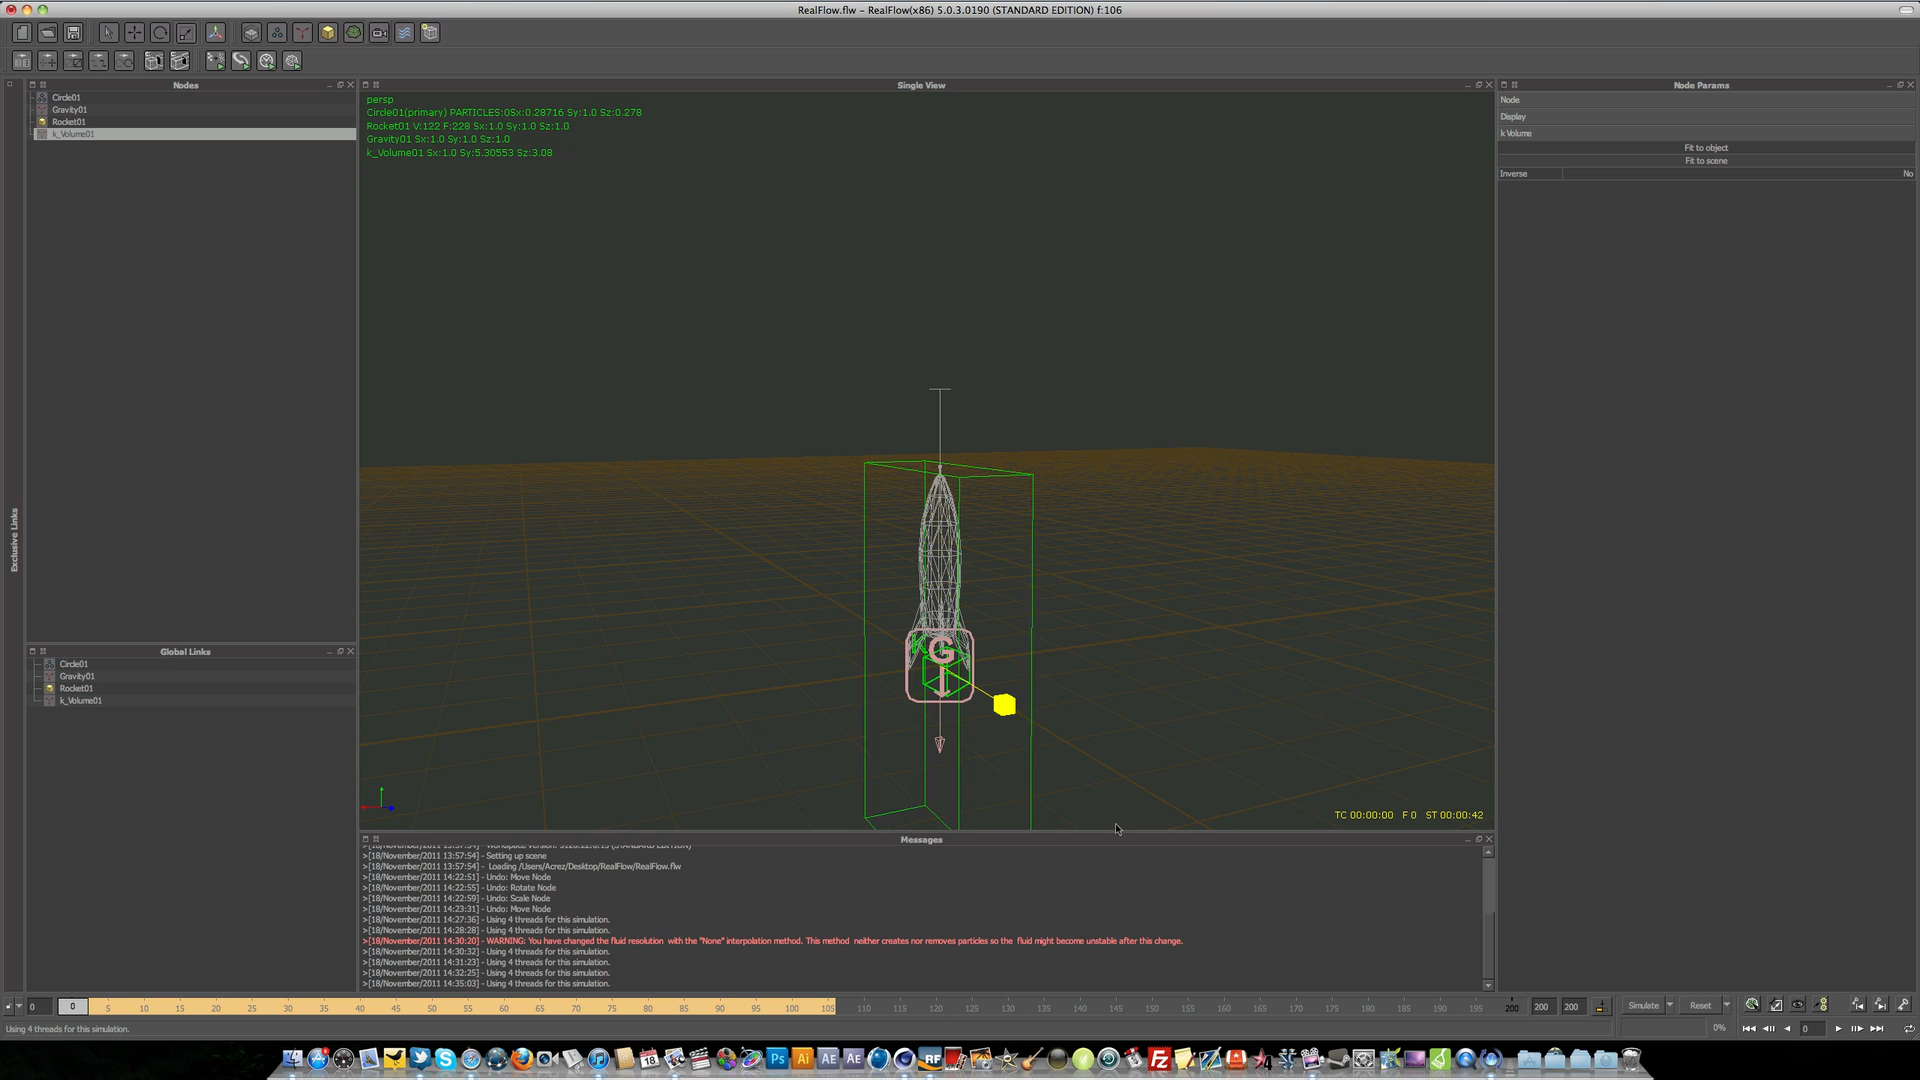 RealFlow.flw – RealFlow(x86) 5.0.3.0190 (STANDARD EDITION) f:106
Nodes
Circle01
Gravity01
Rocket01
k_Volume01
Single View
persp
Circle01(primary) PARTICLES:0Sx:0.28716 Sy:1.0 Sz:0.278
Rocket01 V:122 F:228 Sx:1.0 Sy:1.0 Sz:1.0
Gravity01 Sx:1.0 Sy:1.0 Sz:1.0
k_Volume01 Sx:1.0 Sy:5.30553 Sz:3.08
K G
TC 00:00:00 F 0 ST 00:00:42
Node Params
Node
Display
k Volume
Fit to object
Fit to scene
Inverse No
Exclusive Links
Global Links
Circle01
Gravity01
Rocket01
k_Volume01
Messages
>[18/November/2011 13:57:54] - Setting up scene
>[18/November/2011 13:57:54] - Loading /Users/Acrez/Desktop/RealFlow/RealFlow.flw
>[18/November/2011 14:22:51] - Undo: Move Node
>[18/November/2011 14:22:55] - Undo: Rotate Node
>[18/November/2011 14:22:59] - Undo: Scale Node
>[18/November/2011 14:23:31] - Undo: Move Node
>[18/November/2011 14:27:36] - Using 4 threads for this simulation.
>[18/November/2011 14:28:28] - Using 4 threads for this simulation.
>[18/November/2011 14:30:20] - WARNING: You have changed the fluid resolution with the "None" interpolation method. This method neither creates nor removes particles so the fluid might become unstable after this change.
>[18/November/2011 14:30:32] - Using 4 threads for this simulation.
>[18/November/2011 14:31:23] - Using 4 threads for this simulation.
>[18/November/2011 14:32:25] - Using 4 threads for this simulation.
>[18/November/2011 14:35:03] - Using 4 threads for this simulation.
0 0 5 10 15 20 25 30 35 40 45 50 55 60 65 70 75 80 85 90 95 100 105 110 115 120 125 130 135 140 145 150 155 160 165 170 175 180 185 190 195 200 200 200 Simulate Reset
Using 4 threads for this simulation. 0% 0
18 Ps Ai AE AE RF FZ